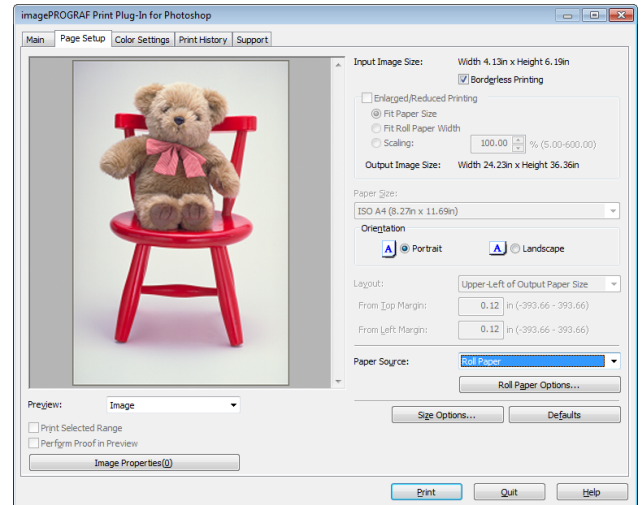 imagePROGRAF Print Plug-In for Photoshop
Main Page Setup Color Settings Print History Support
Input Image Size: Width 4.13in x Height 6.19in
Borderless Printing
Enlarged/Reduced Printing
Fit Paper Size
Fit Roll Paper Width
Scaling: 100.00 % (5.00-600.00)
Output Image Size: Width 24.23in x Height 36.36in
Paper Size:
ISO A4 (8.27in x 11.69in)
Orientation
A Portrait A Landscape
Layout: Upper-Left of Output Paper Size
From Top Margin: 0.12 in (-393.66 - 393.66)
From Left Margin: 0.12 in (-393.66 - 393.66)
Paper Source: Roll Paper
Roll Paper Options...
Preview: Image
Size Options... Defaults
Print Selected Range
Perform Proof in Preview
Image Properties(0)
Print Quit Help